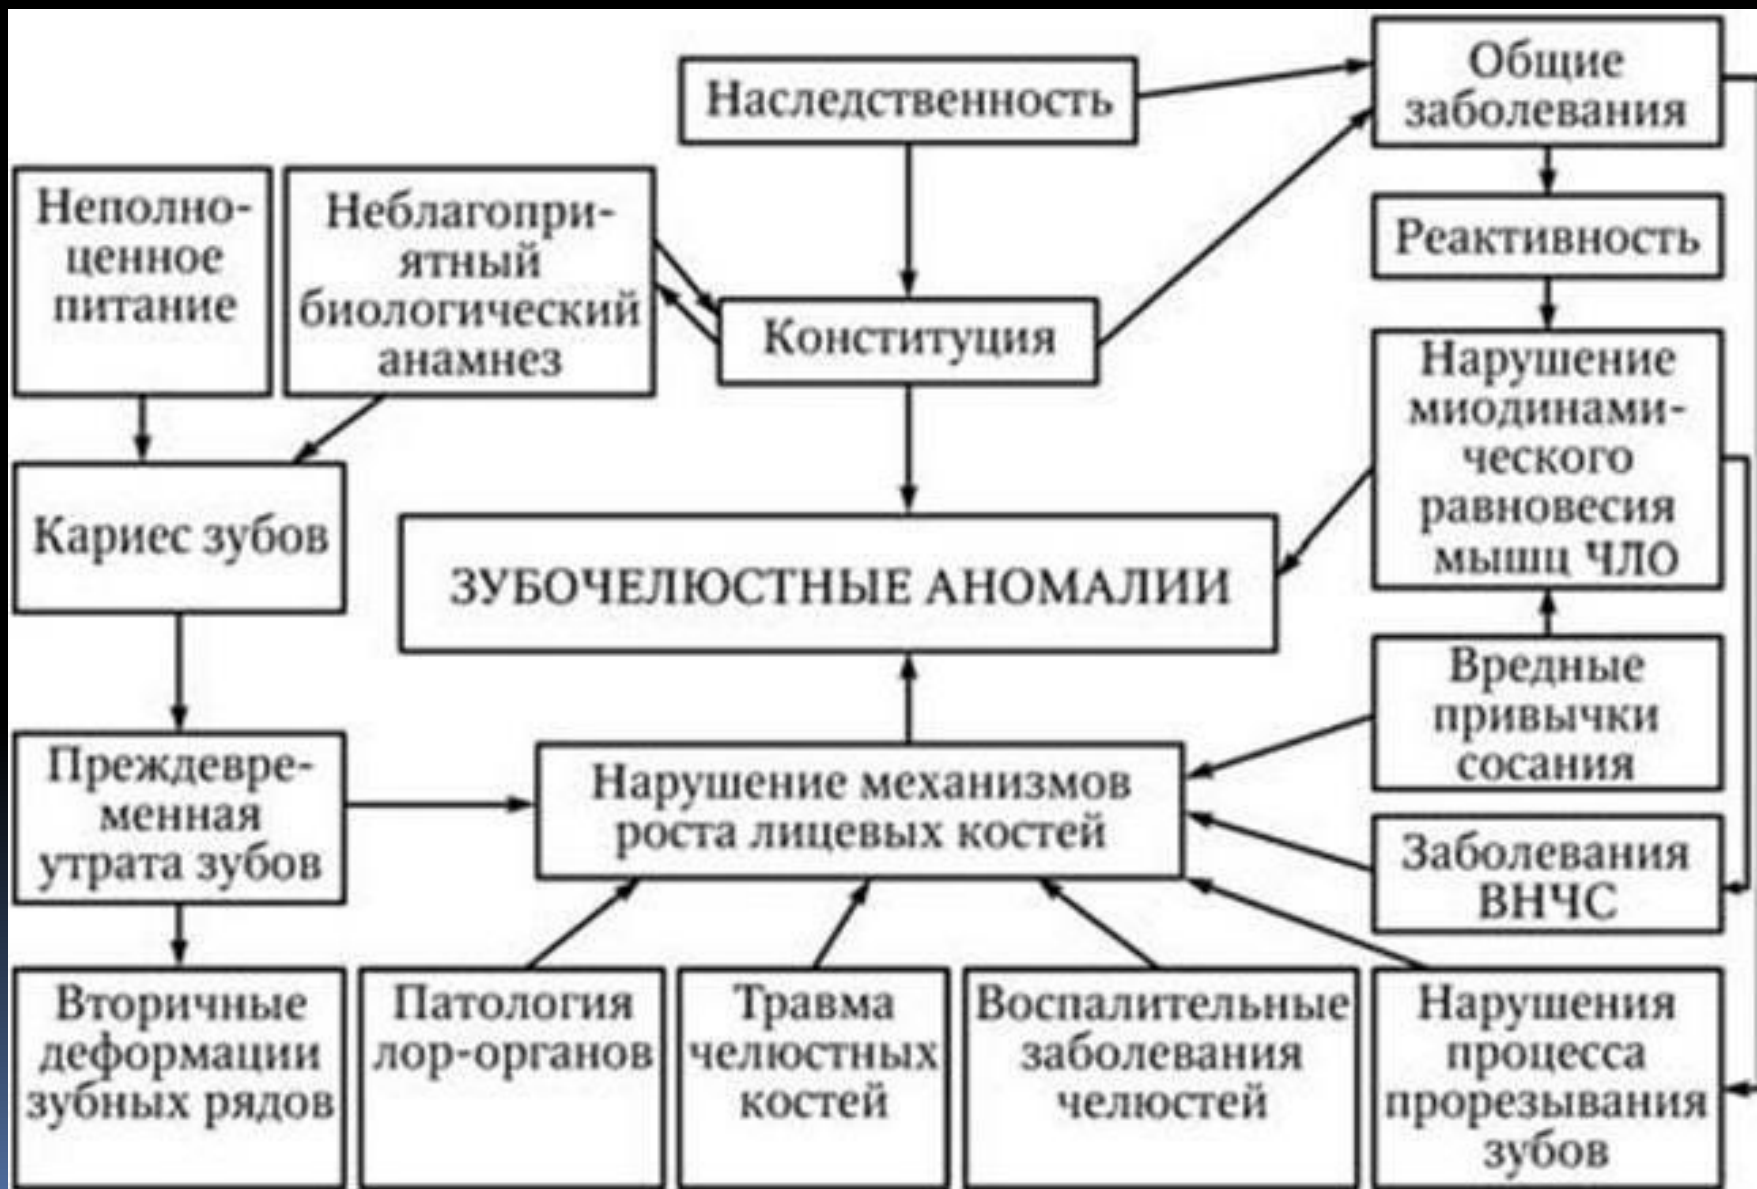 Наследственность
Общие
заболевания
Неполно-
ценное
питание
Неблагопри-
ятный
биологический
анамнез
Конституция
Реактивность
Нарушение
миодинами-
ческого
равновесия
мышц ЧЛО
Кариес зубов
ЗУБОЧЕЛЮСТНЫЕ АНОМАЛИИ
Вредные
привычки
сосания
Преждевре-
менная
утрата зубов
Нарушение механизмов
роста лицевых костей
Заболевания
ВНЧС
Вторичные
деформации
зубных рядов
Патология
лор-органов
Травма
челюстных
костей
Воспалительные
заболевания
челюстей
Нарушения
процесса
прорезывания
зубов